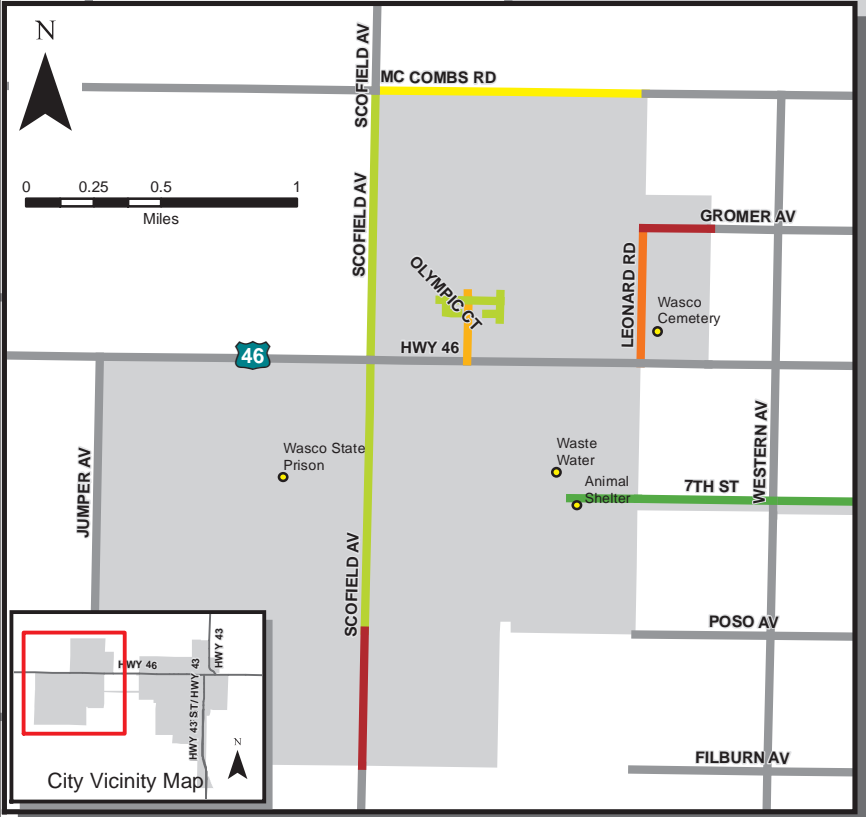 N
SCOFIELD AV
MC COMBS RD
0
0.25
0.5
1
Miles
SCOFIELD AV
GROMER AV
OLYMPIC CT
LEONARD RD
Wasco
Cemetery
HWY 46
46
Wasco State
Prison
Waste
Water
Animal
Shelter
7TH ST
WESTERN AV
JUMPER AV
SCOFIELD AV
POSO AV
FILBURN AV
HWY 46
HWY 43
HWY 43
HWY 43
ST/
N
City Vicinity Map